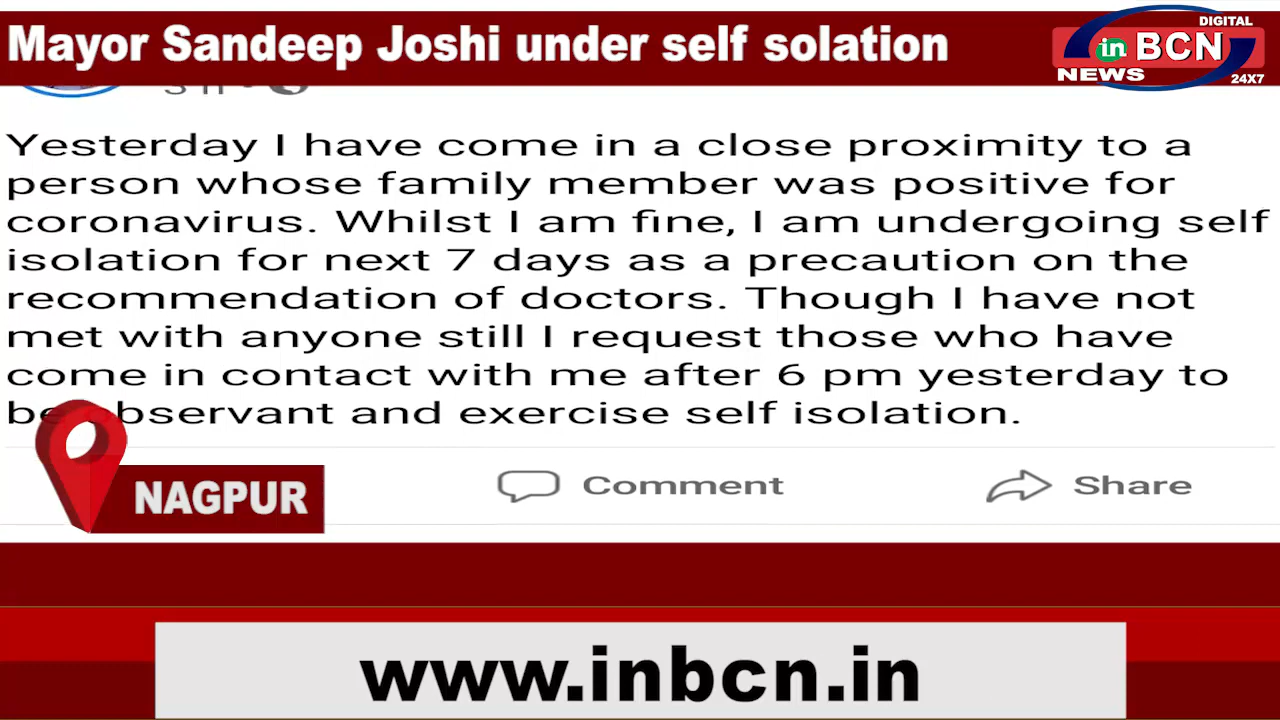 Mayor Sandeep Joshi under self solation
DIGITAL
in BCN
NEWS
24X7
Yesterday I have come in a close proximity to a
person whose family member was positive for
coronavirus. Whilst I am fine, I am undergoing self
isolation for next 7 days as a precaution on the
recommendation of doctors. Though I have not
met with anyone still I request those who have
come in contact with me after 6 pm yesterday to
be observant and exercise self isolation.
Comment
Share
NAGPUR
www.inbcn.in